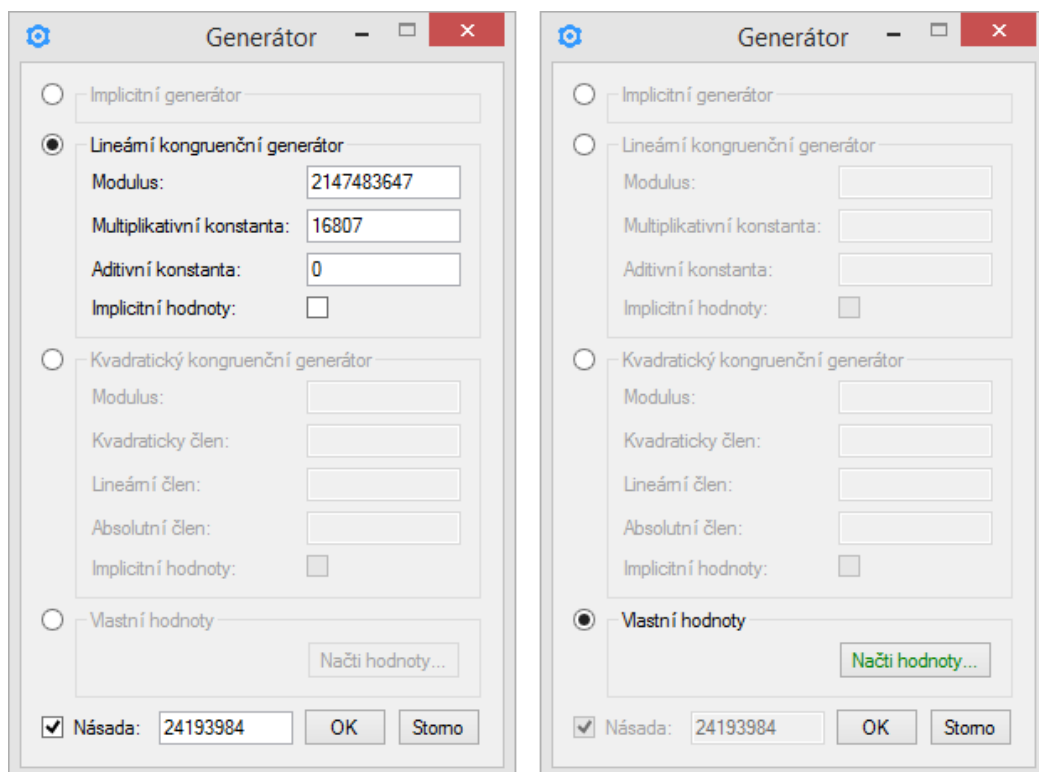 Generátor
Implicitní generátor
Lineární kongruenční generátor
Modulus: 2147483647
Multiplikativní konstanta: 16807
Aditivní konstanta: 0
Implicitní hodnoty:
Kvadratický kongruenční generátor
Modulus:
Kvadraticky člen:
Lineární člen:
Absolutní člen:
Implicitní hodnoty:
Vlastní hodnoty
Načti hodnoty...
Násada: 24193984 OK Storno
Generátor
Implicitní generátor
Lineární kongruenční generátor
Modulus:
Multiplikativní konstanta:
Aditivní konstanta:
Implicitní hodnoty:
Kvadratický kongruenční generátor
Modulus:
Kvadraticky člen:
Lineární člen:
Absolutní člen:
Implicitní hodnoty:
Vlastní hodnoty
Načti hodnoty...
Násada: 24193984 OK Storno